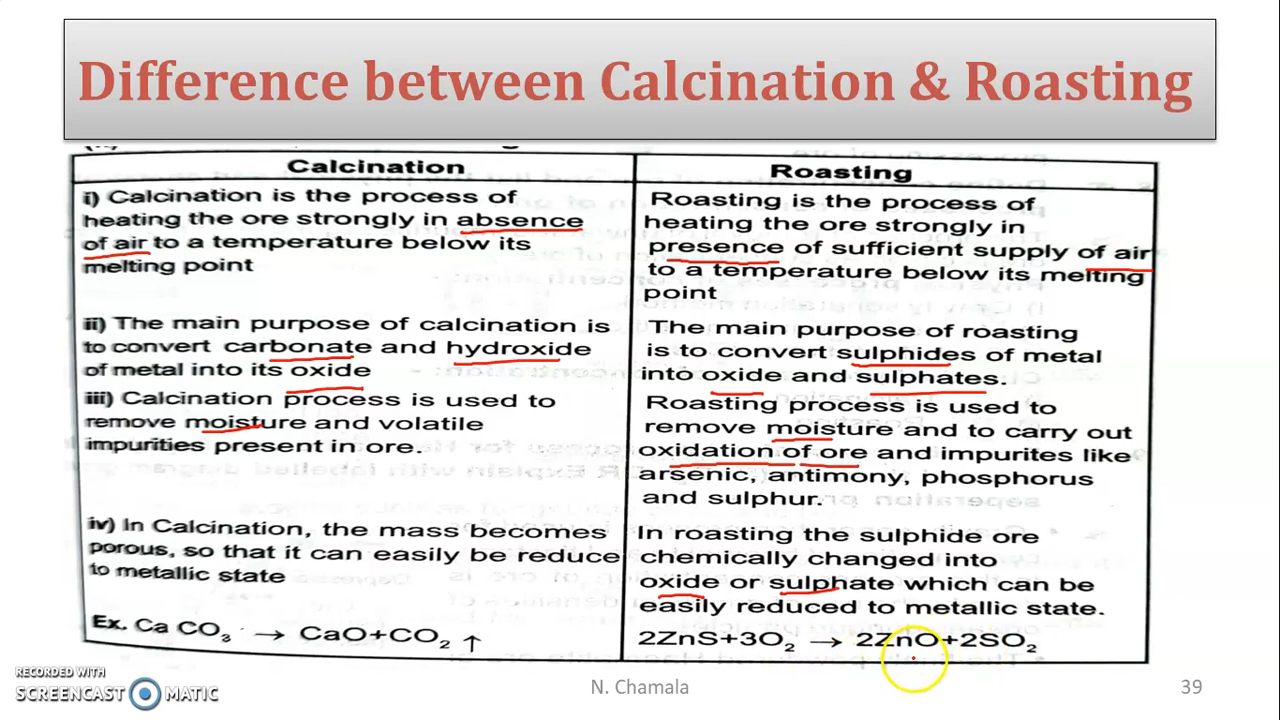 Difference between Calcination & Roasting
Calcination
i) Calcination is the process of
heating the ore strongly in absence
of air to a temperature below its
melting point
ii) The main purpose of calcination is
to convert carbonate and hydroxide
of metal into its oxide
iii) Calcination process is used to
remove moisture and volatile
impurities present in ore.
iv) In Calcination, the mass becomes
porous, so that it can easily be reduce
to metallic state
Ex. Ca CO₃ → CaO+CO₂ ↑
Roasting
Roasting is the process of
heating the ore strongly in
presence of sufficient supply of air
to a temperature below its melting
point
The main purpose of roasting
is to convert sulphides of metal
into oxide and sulphates.
Roasting process is used to
remove moisture and to carry out
oxidation of ore and impurites like
arsenic, antimony, phosphorus
and sulphur.
In roasting the sulphide ore
chemically changed into
oxide or sulphate which can be
easily reduced to metallic state.
2ZnS+3O₂ → 2ZnO+2SO₂
RECORDED WITH
SCREENCAST MATIC
N. Chamala
39